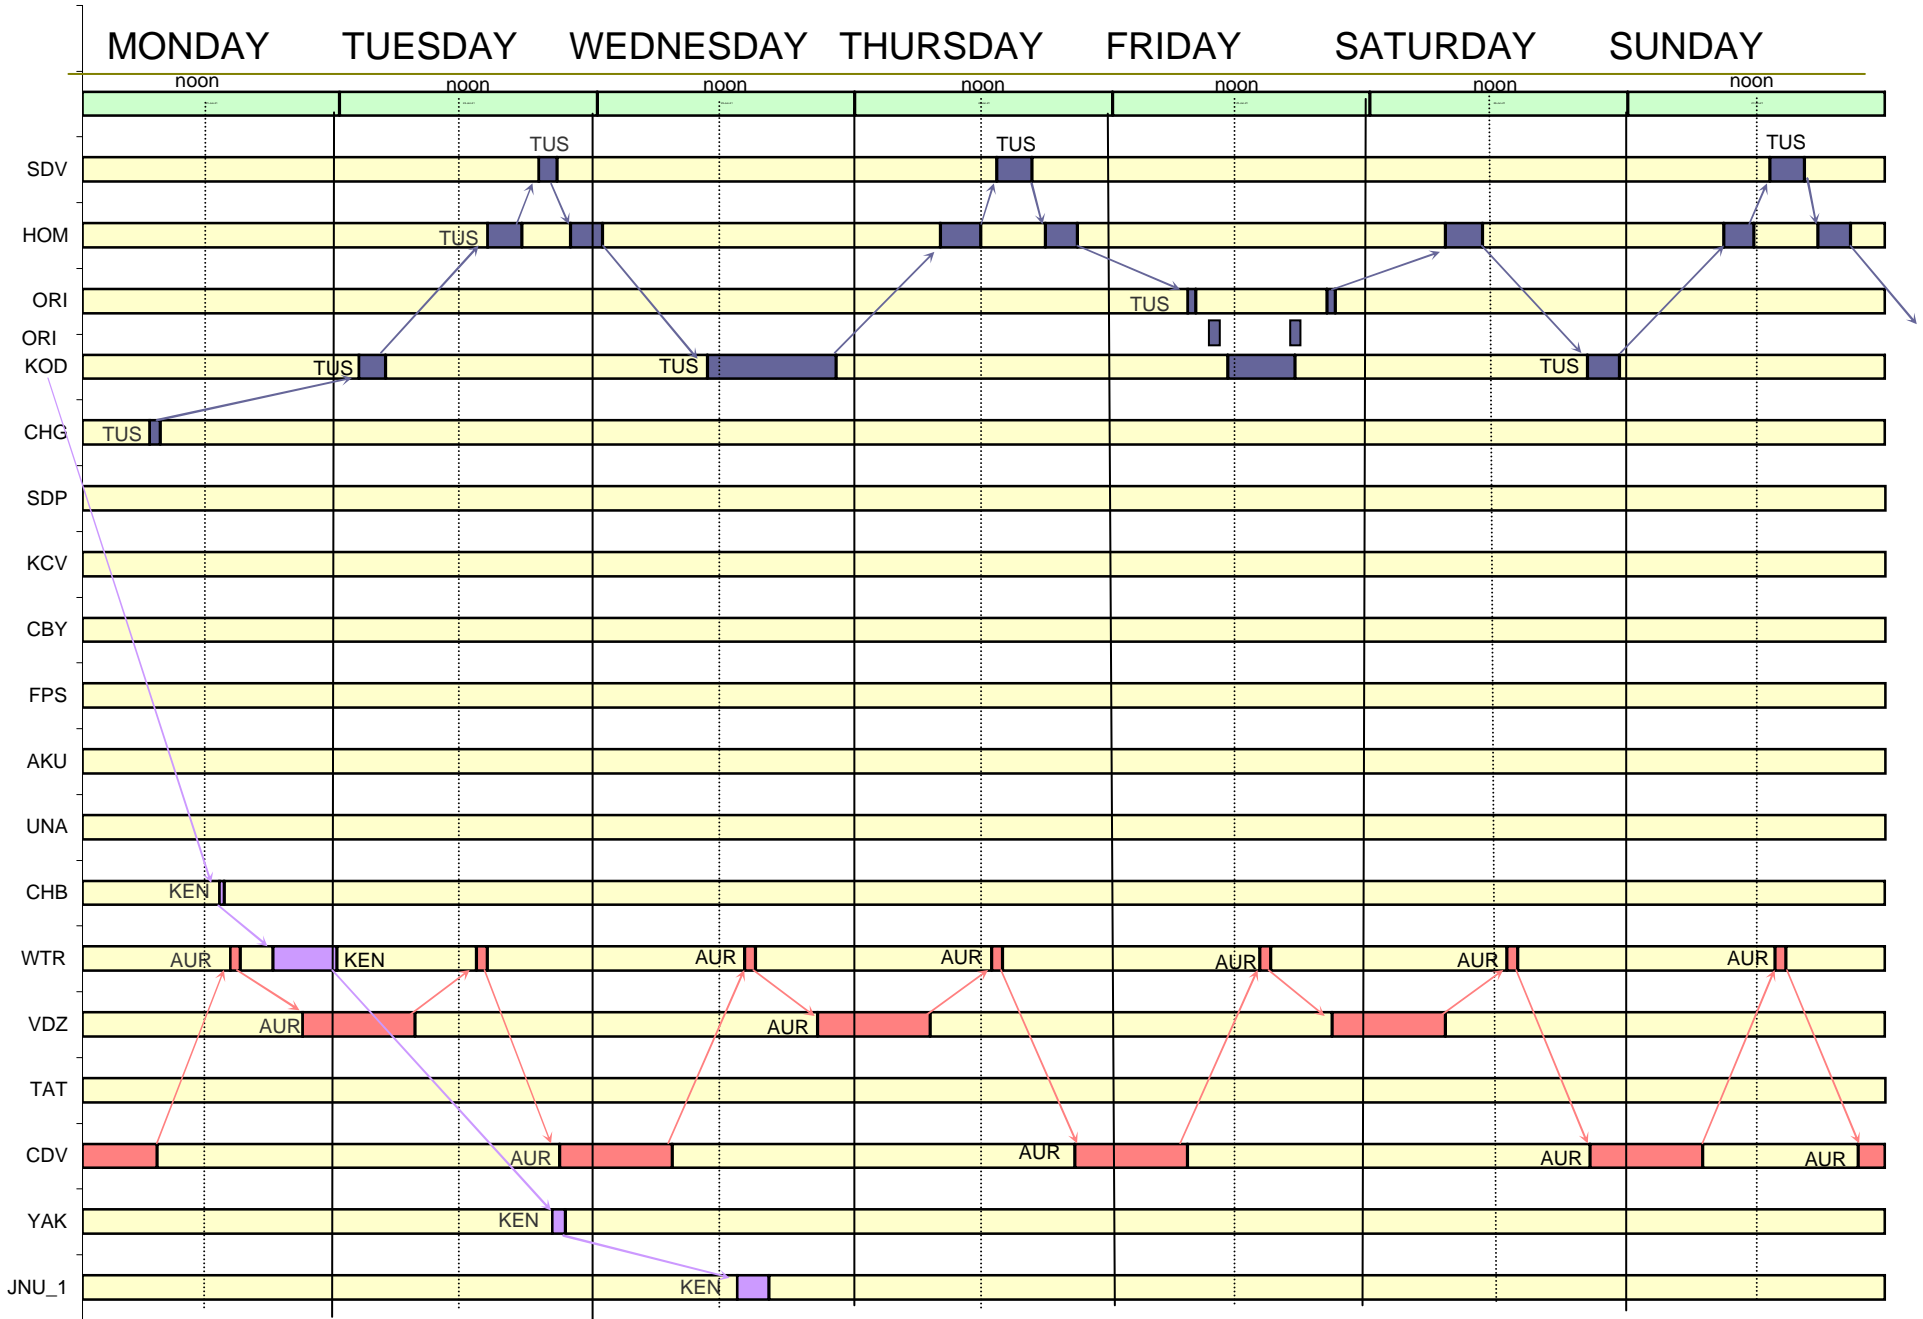 MONDAY TUESDAY WEDNESDAY THURSDAY FRIDAY SATURDAY SUNDAY
noon noon noon noon noon noon noon
TUS TUS TUS
SDV
HOM TUS
ORI TUS
ORI
KOD TUS TUS TUS
CHG TUS
SDP
KCV
CBY
FPS
AKU
UNA
CHB KEN
WTR AUR KEN AUR AUR AUR AUR AUR
VDZ AUR AUR
TAT
CDV AUR AUR AUR AUR
YAK KEN
JNU_1 KEN